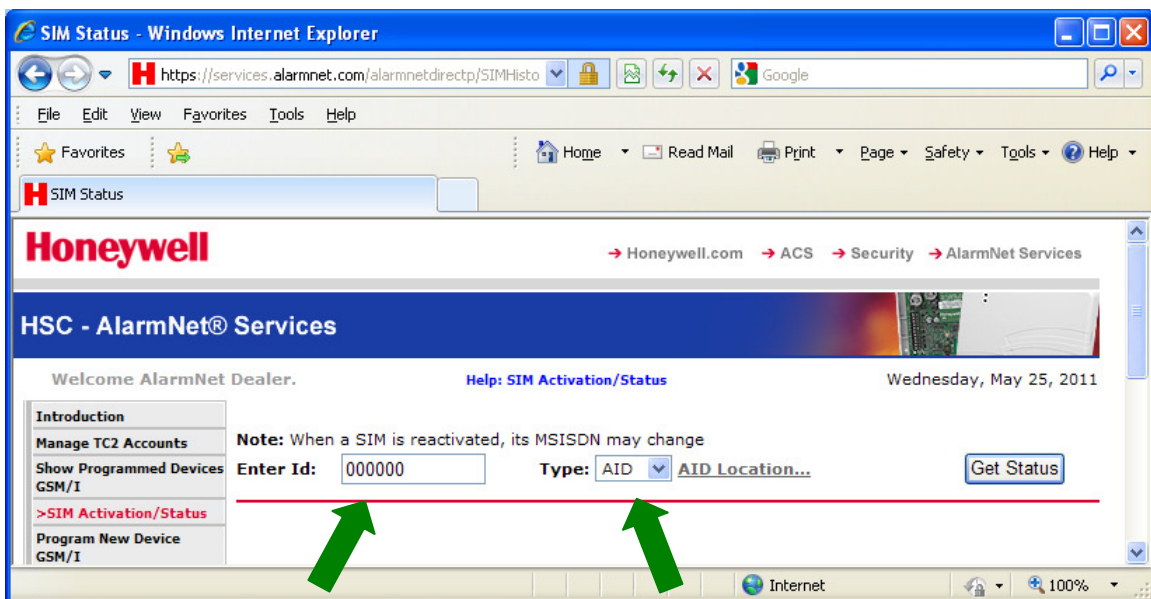 SIM Status - Windows Internet Explorer
https://services.alarmnet.com/alarmnetdirectp/SIMHisto
Google
File Edit View Favorites Tools Help
Favorites
Home Read Mail Print Page Safety Tools Help
SIM Status
Honeywell
Honeywell.com ACS Security AlarmNet Services
HSC - AlarmNet® Services
Welcome AlarmNet Dealer. Help: SIM Activation/Status Wednesday, May 25, 2011
Introduction
Manage TC2 Accounts
Show Programmed Devices
GSM/I
>SIM Activation/Status
Program New Device
GSM/I
Note: When a SIM is reactivated, its MSISDN may change
Enter Id: 000000 Type: AID AID Location... Get Status
Internet 100%